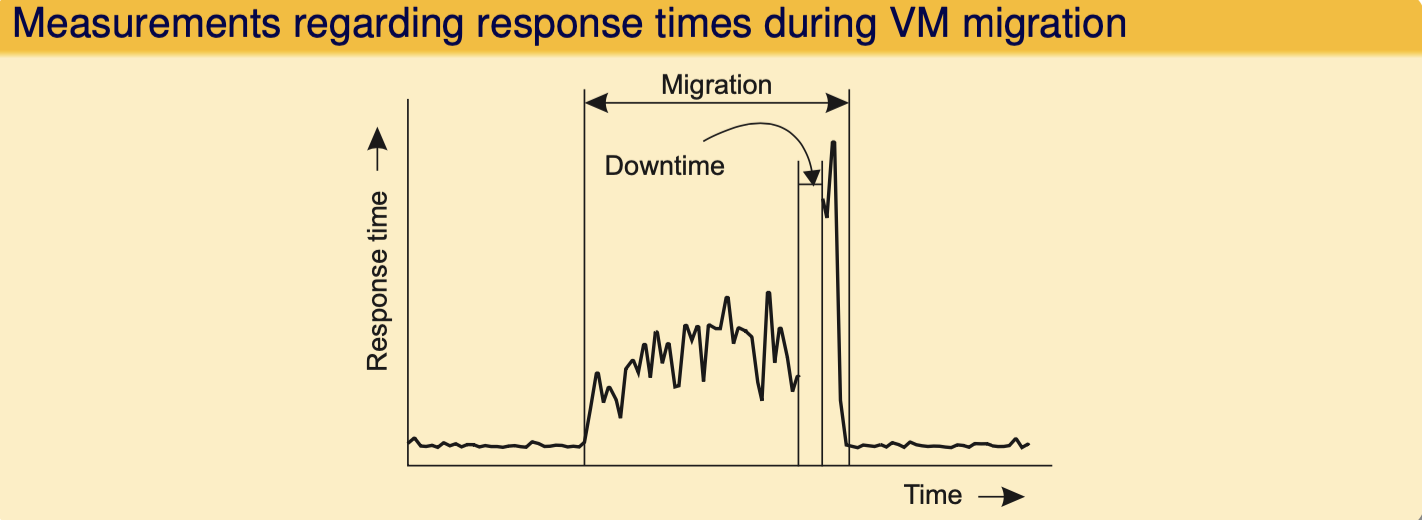 Measurements regarding response times during VM migration
Migration
Downtime
Response time
Time